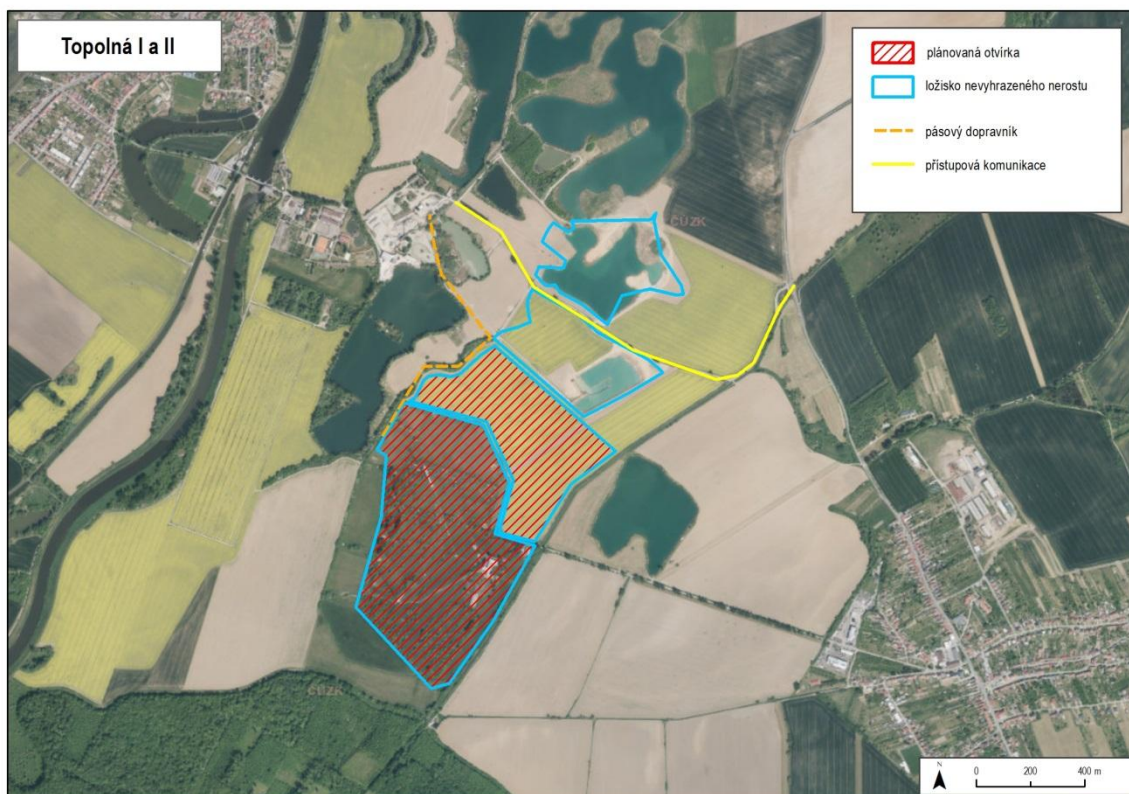 Topolná I a II
plánovaná otvírka
ložisko nevyhrazeného nerostu
pásový dopravník
přístupová komunikace
ČÚZK
ČÚZK
N
0 200 400 m